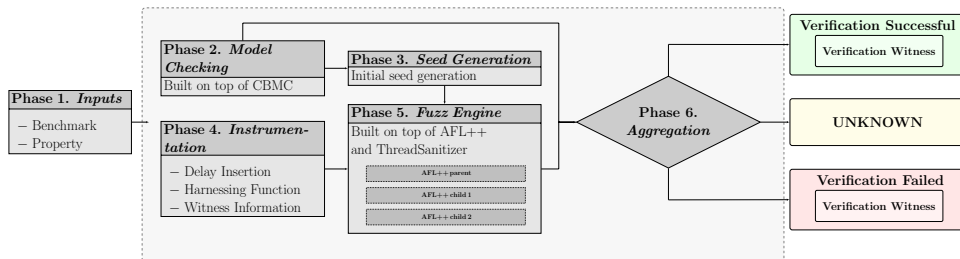 Phase 1. Inputs
– Benchmark
– Property
Phase 2. Model
Checking
Built on top of CBMC
Phase 3. Seed Generation
Initial seed generation
Phase 4. Instrumen-
tation
– Delay Insertion
– Harnessing Function
– Witness Information
Phase 5. Fuzz Engine
Built on top of AFL++
and ThreadSanitizer
AFL++ parent
AFL++ child 1
AFL++ child 2
Phase 6.
Aggregation
Verification Successful
Verification Witness
UNKNOWN
Verification Failed
Verification Witness